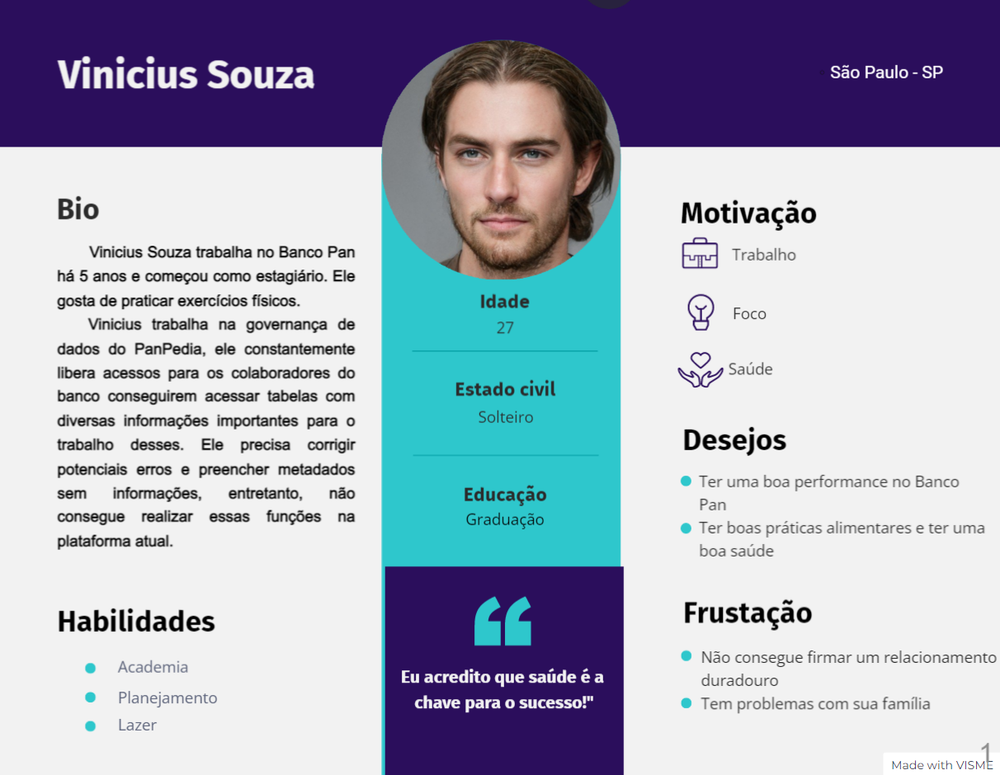 Vinicius Souza
São Paulo - SP
Bio
Vinicius Souza trabalha no Banco Pan
há 5 anos e começou como estagiário. Ele
gosta de praticar exercícios físicos.
Vinicius trabalha na governança de
dados do PanPedia, ele constantemente
libera acessos para os colaboradores do
banco conseguirem acessar tabelas com
diversas informações importantes para o
trabalho desses. Ele precisa corrigir
potenciais erros e preencher metadados
sem informações, entretanto, não
consegue realizar essas funções na
plataforma atual.
Habilidades
Academia
Planejamento
Lazer
Idade
27
Estado civil
Solteiro
Educação
Graduação
Eu acredito que saúde é a
chave para o sucesso!"
Motivação
Trabalho
Foco
Saúde
Desejos
Ter uma boa performance no Banco
Pan
Ter boas práticas alimentares e ter uma
boa saúde
Frustação
Não consegue firmar um relacionamento
duradouro
Tem problemas com sua família
1
Made with VISME